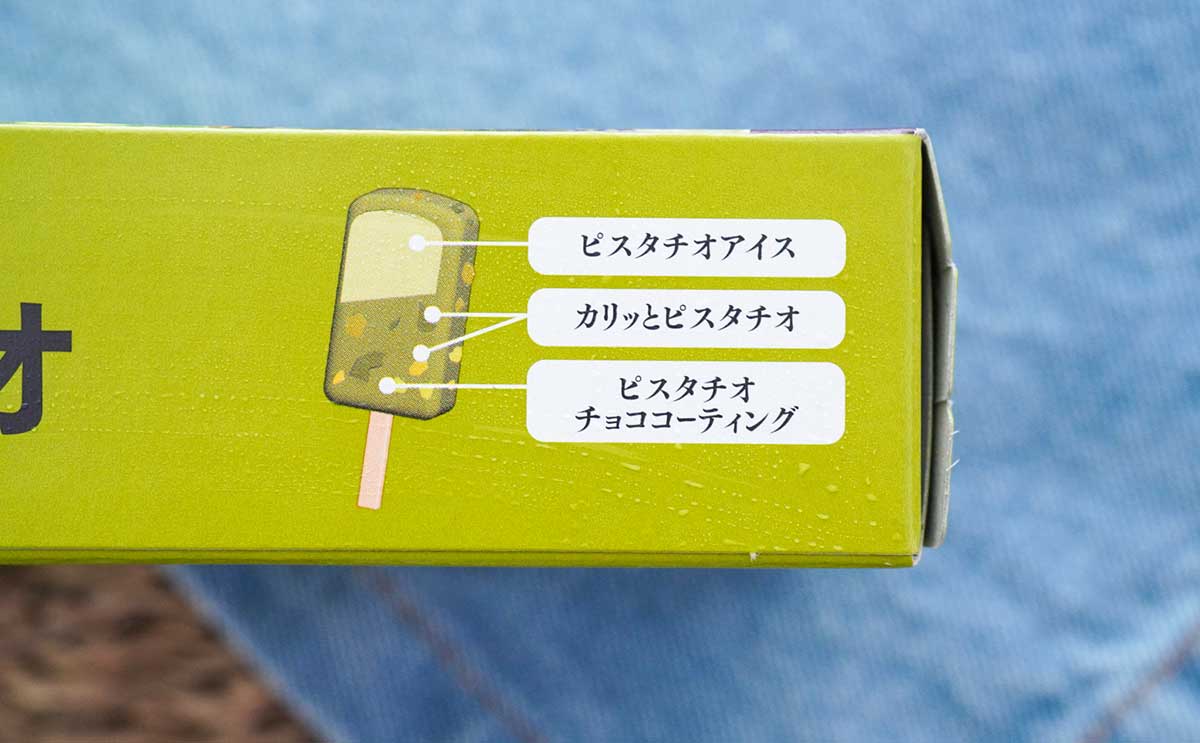 オ
ピスタチオアイス
カリッとピスタチオ
ピスタチオ
チョココーティング